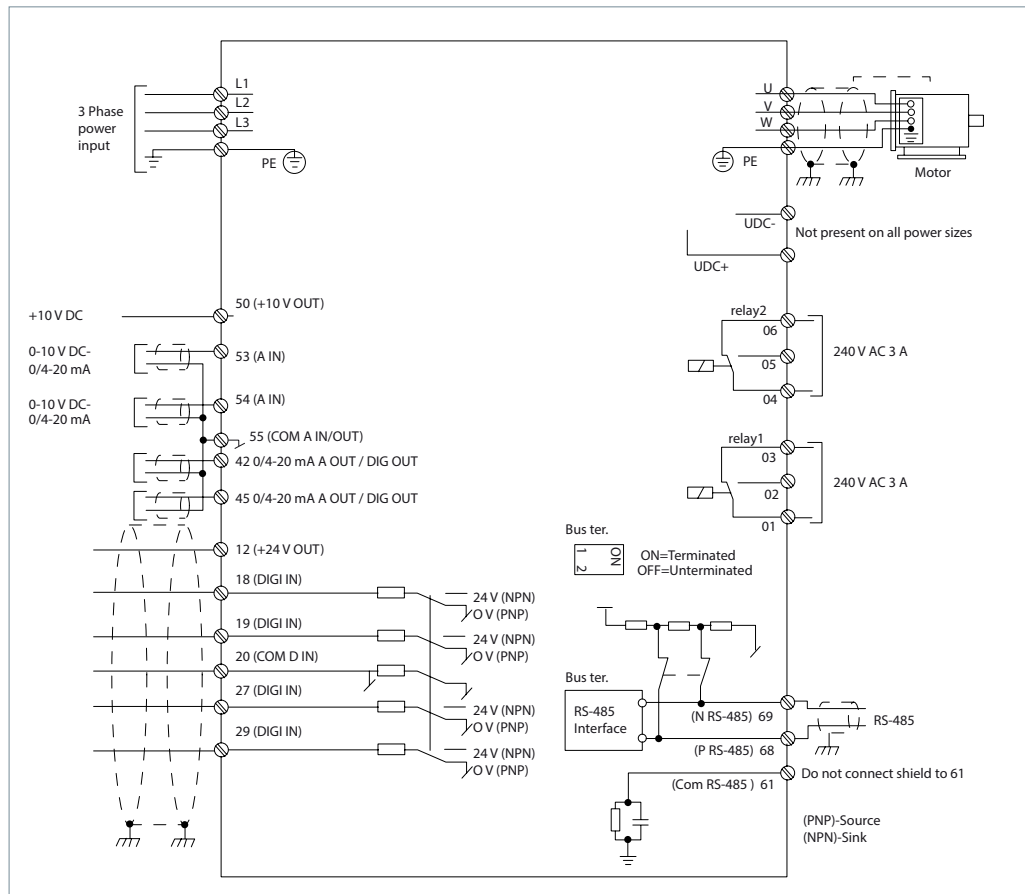 3 Phase
power
input
L1
L2
L3
PE
U
V
W
PE
Motor
UDC-
Not present on all power sizes
UDC+
+10 V DC
50 (+10 V OUT)
0-10 V DC-
0/4-20 mA
53 (A IN)
0-10 V DC-
0/4-20 mA
54 (A IN)
55 (COM A IN/OUT)
42 0/4-20 mA A OUT / DIG OUT
45 0/4-20 mA A OUT / DIG OUT
12 (+24 V OUT)
18 (DIGI IN)
24 V (NPN)
O V (PNP)
19 (DIGI IN)
24 V (NPN)
O V (PNP)
20 (COM D IN)
27 (DIGI IN)
24 V (NPN)
O V (PNP)
29 (DIGI IN)
24 V (NPN)
O V (PNP)
relay2
06
05
04
240 V AC 3 A
relay1
03
02
01
240 V AC 3 A
Bus ter.
1
2
ON
ON=Terminated
OFF=Unterminated
Bus ter.
RS-485
Interface
(N RS-485) 69
RS-485
(P RS-485) 68
(Com RS-485 ) 61
Do not connect shield to 61
(PNP)-Source
(NPN)-Sink